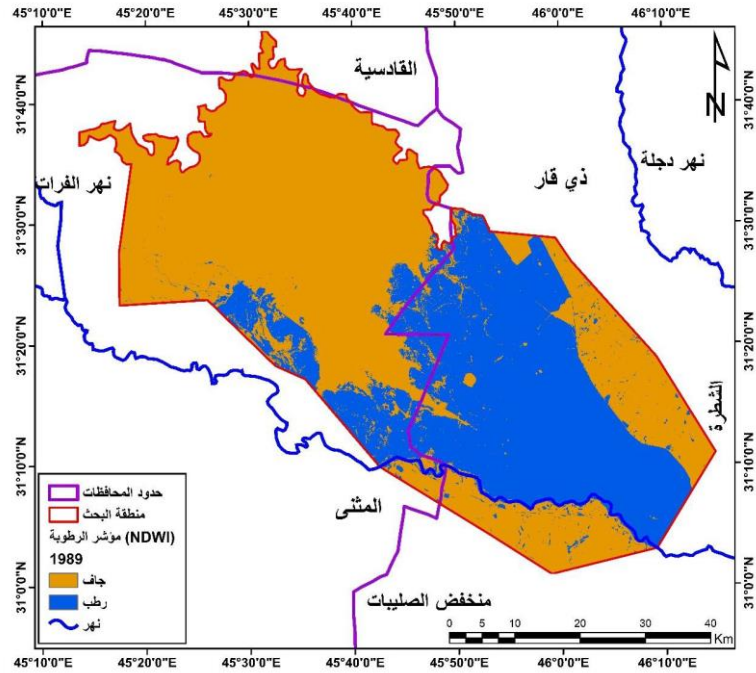 45°10'0"E 45°20'0"E 45°30'0"E 45°40'0"E 45°50'0"E 46°0'0"E 46°10'0"E
31°40'0"N
31°30'0"N
31°20'0"N
31°10'0"N
31°0'0"N
31°40'0"N
31°30'0"N
31°20'0"N
31°10'0"N
31°0'0"N
N
القادسية
نهر دجلة
ذي قار
نهر الفرات
الشطرة
المثنى
منخفض الصليبات
حدود المحافظات
منطقة البحث
مؤشر الرطوبة (NDWI)
1989
جاف
رطب
نهر
0 5 10 20 30 40
Km
45°10'0"E 45°20'0"E 45°30'0"E 45°40'0"E 45°50'0"E 46°0'0"E 46°10'0"E